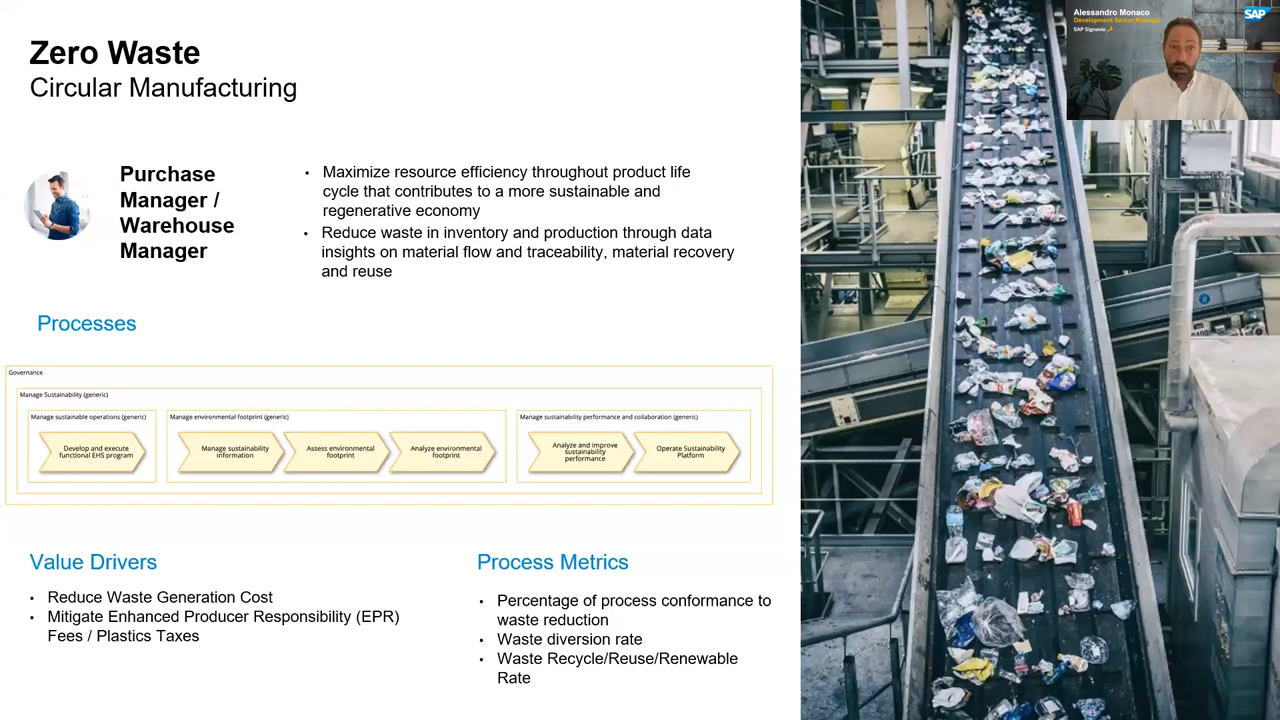 Zero Waste
Circular Manufacturing
Purchase
Manager /
Warehouse
Manager
• Maximize resource efficiency throughout product life
cycle that contributes to a more sustainable and
regenerative economy
• Reduce waste in inventory and production through data
insights on material flow and traceability, material recovery
and reuse
Processes
Governance
Manage Sustainability (generic)
Manage sustainable operations (generic)
Develop and execute
functional EHS program
Manage environmental footprint (generic)
Manage sustainability
information
Assess environmental
footprint
Analyze environmental
footprint
Manage sustainability performance and collaboration (generic)
Analyze and improve
sustainability
performance
Operate Sustainability
Platform
Value Drivers
• Reduce Waste Generation Cost
• Mitigate Enhanced Producer Responsibility (EPR)
Fees / Plastics Taxes
Process Metrics
• Percentage of process conformance to
waste reduction
• Waste diversion rate
• Waste Recycle/Reuse/Renewable
Rate
Alessandro Monaco
Development Senior Manager
SAP Signavio
SAP